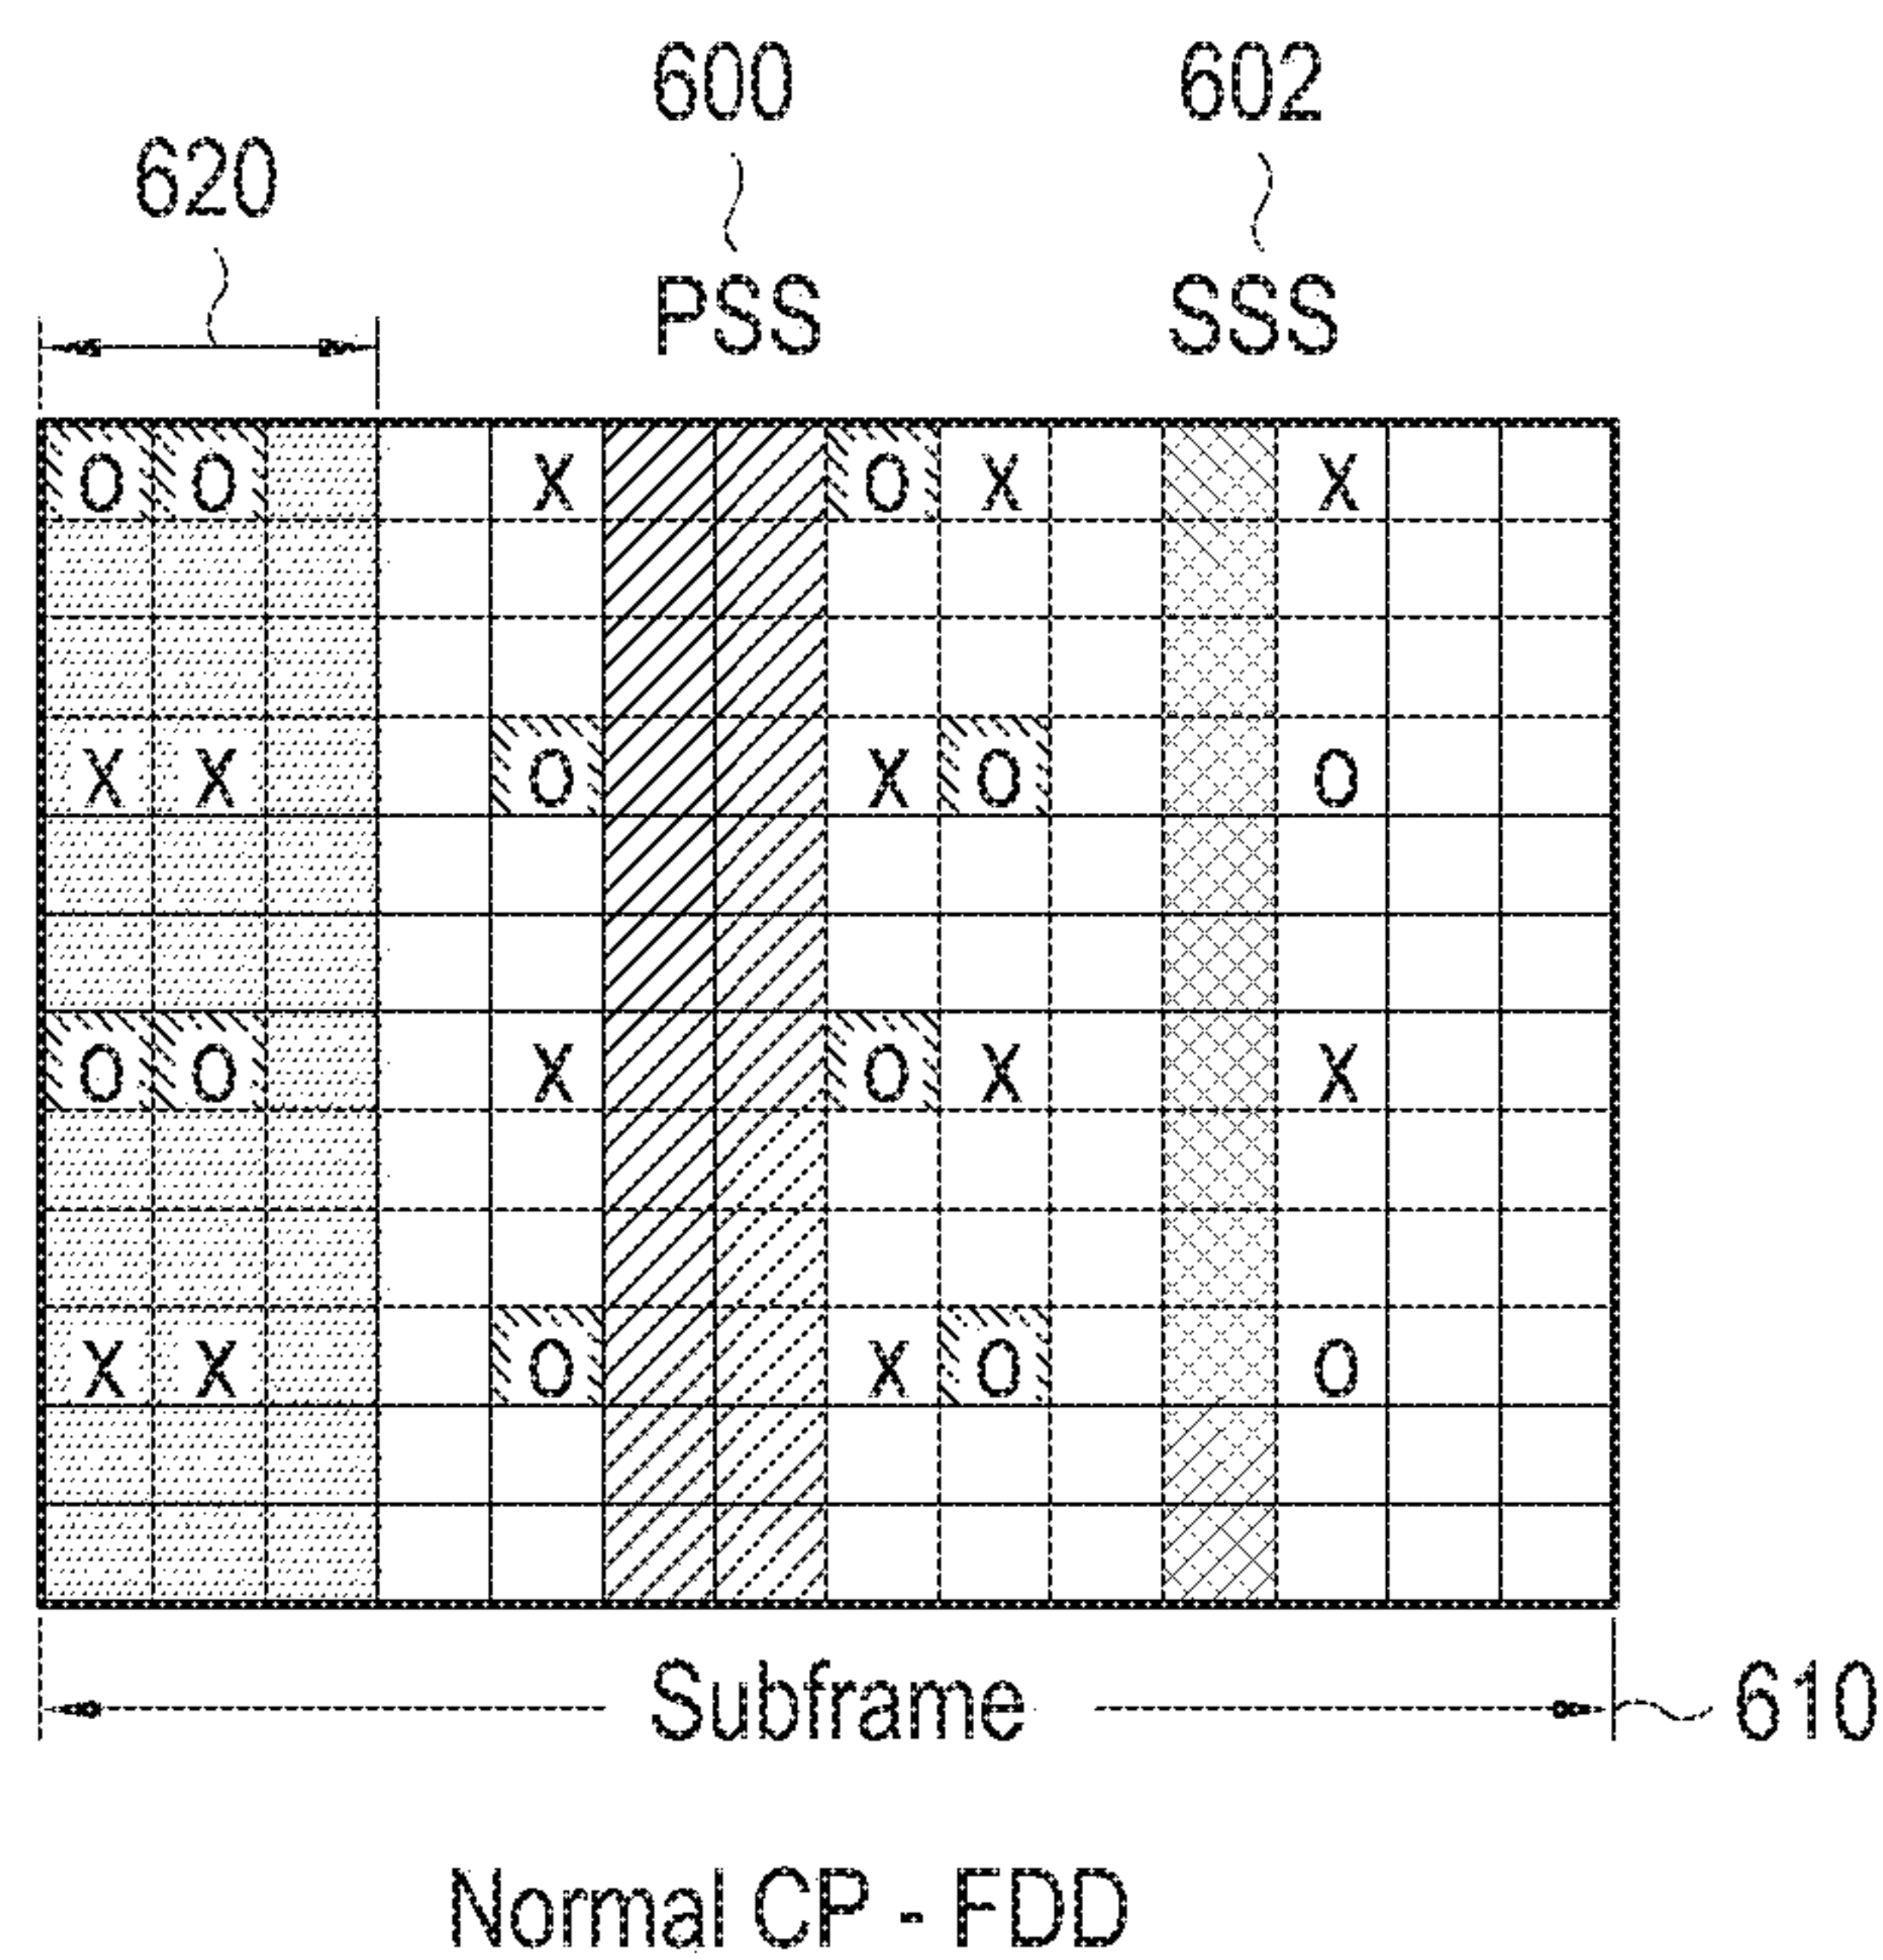 600 602
620
PSS SSS
O O X O X X
X X O X O O
O O X O X X
X X O X O O
Subframe 610
Normal CP - FDD